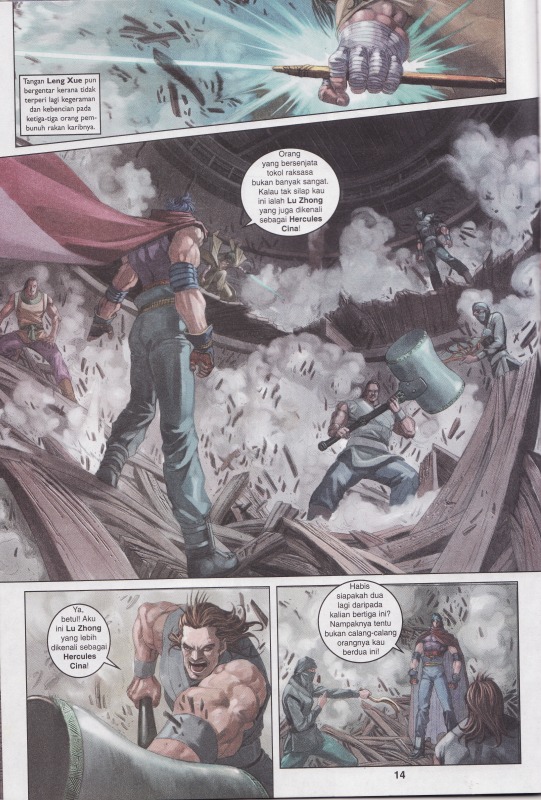 Tangan Leng Xue pun
bergentar kerana tidak
terperi lagi kegeraman
dan kebencian pada
ketiga-tiga orang pem-
bunuh rakan karibnya.
Orang
yang bersenjata
tokol raksasa
bukan banyak sangat.
Kalau tak silap kau
ini ialah Lu Zhong
yang juga dikenali
sebagai Hercules
Cina!
Ya,
betul! Aku
ini Lu Zhong
yang lebih
dikenali sebagai
Hercules
Cina!
Habis
siapakah dua
lagi daripada
kalian bertiga ini?
Nampaknya tentu
bukan calang-calang
orangnya kau
berdua ini!
14